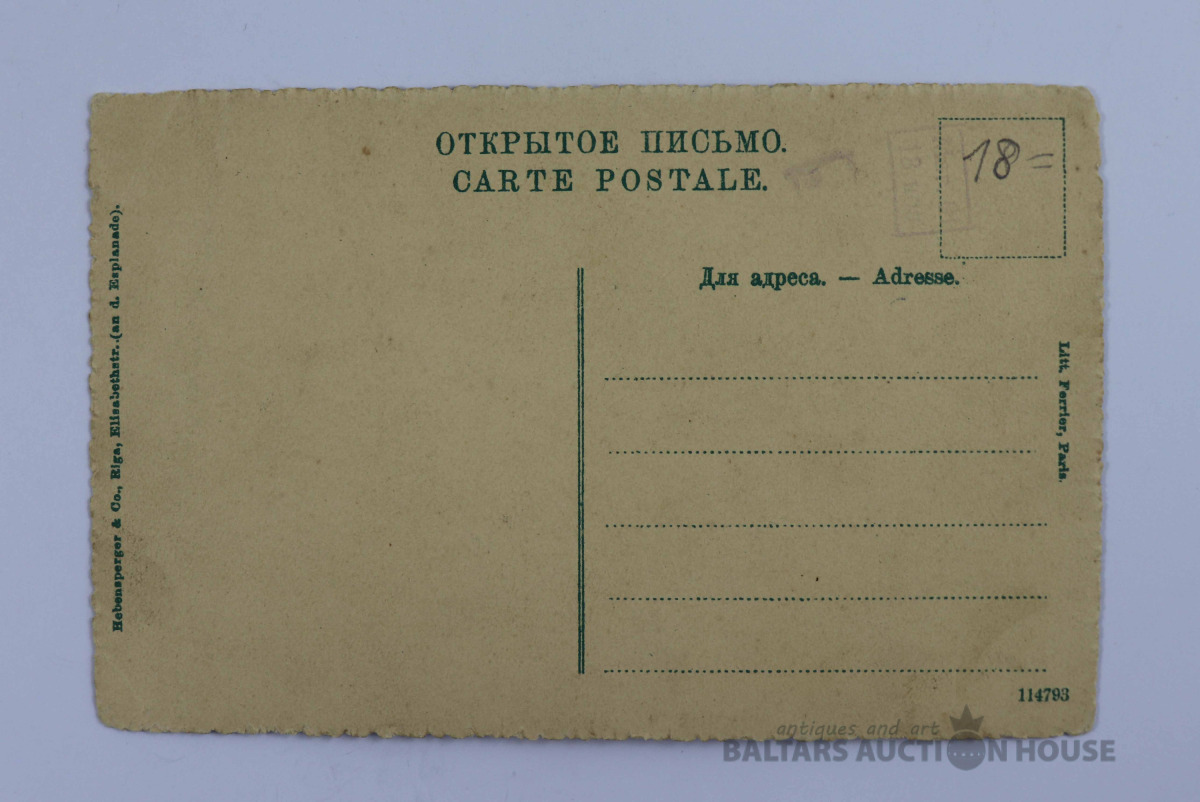 ОТКРЫТОЕ ПИСЬМО.
CARTE POSTALE.
18=
Для адреса. — Adresse.
Hebensperger & Co., Riga, Elisabethstr. (an d. Esplanade).
Litt. Ferrier, Paris.
114793
antiques and art
BALTARS AUCTION HOUSE